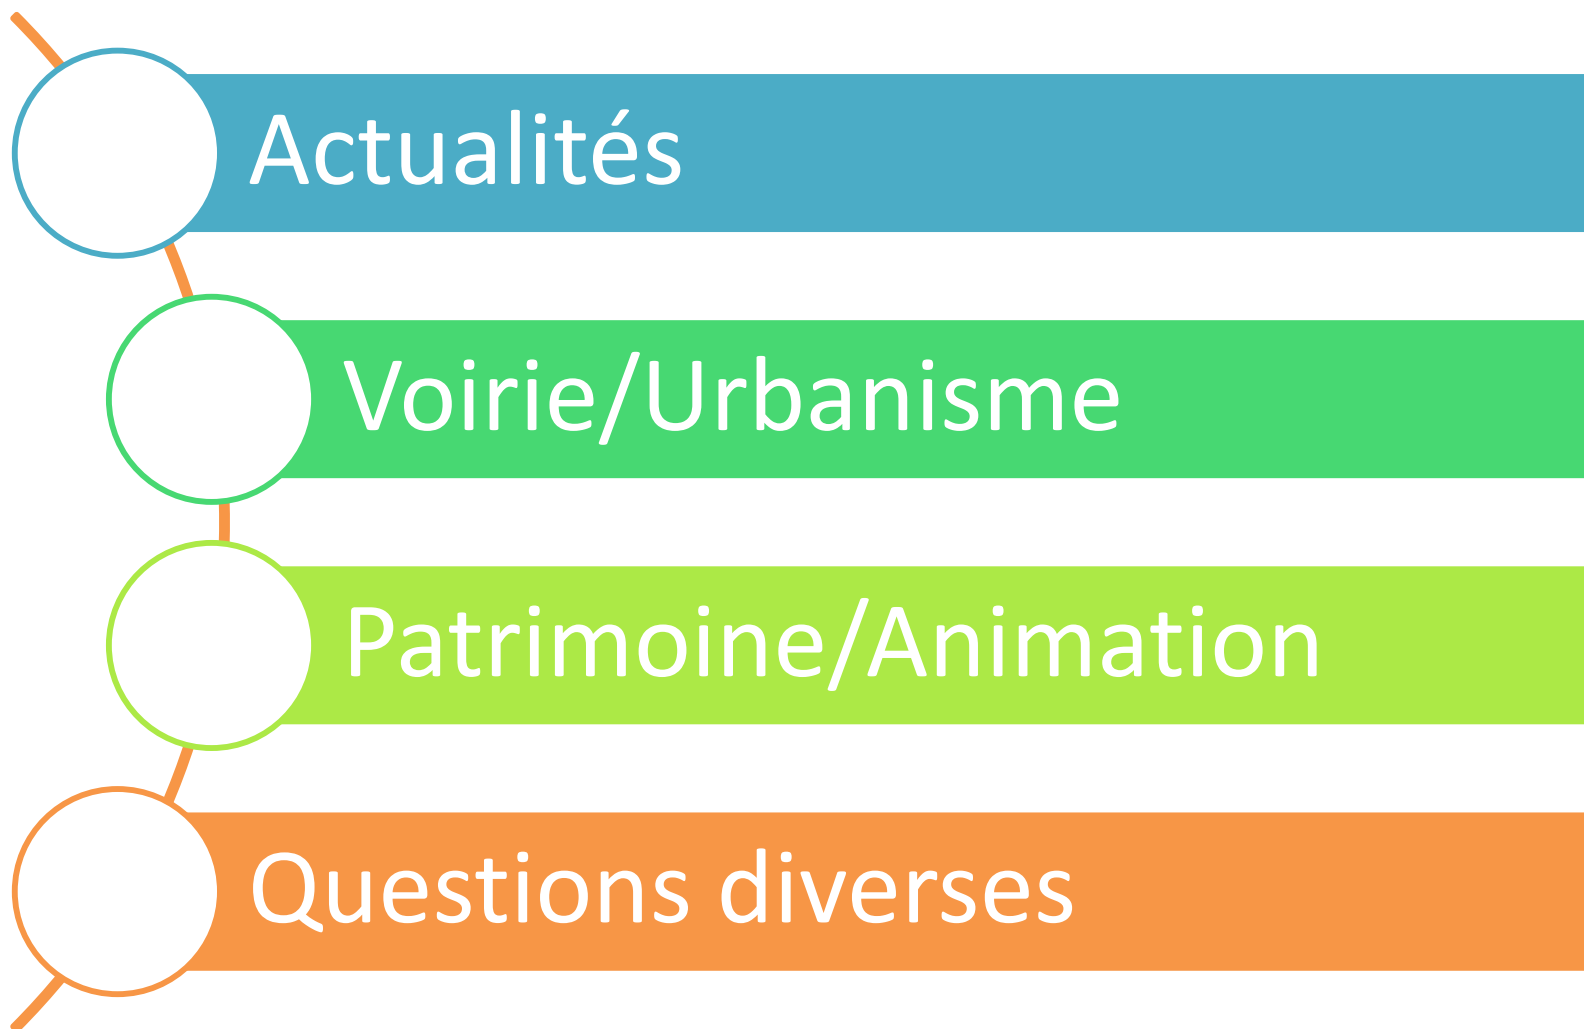 Actualités
Voirie/Urbanisme
Patrimoine/Animation
Questions diverses